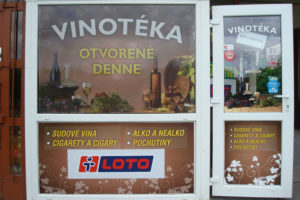 VINOTÉKA
OTVORENÉ
DENNE
• SUDOVÉ VÍNA
• CIGARETY A CIGARY
• ALKO A NEALKO
• POCHUTINY
LOTO
VINOTÉKA
• SUDOVÉ VÍNA
• CIGARETY A CIGARY
• ALKO A NEALKO
• POCHUTINY